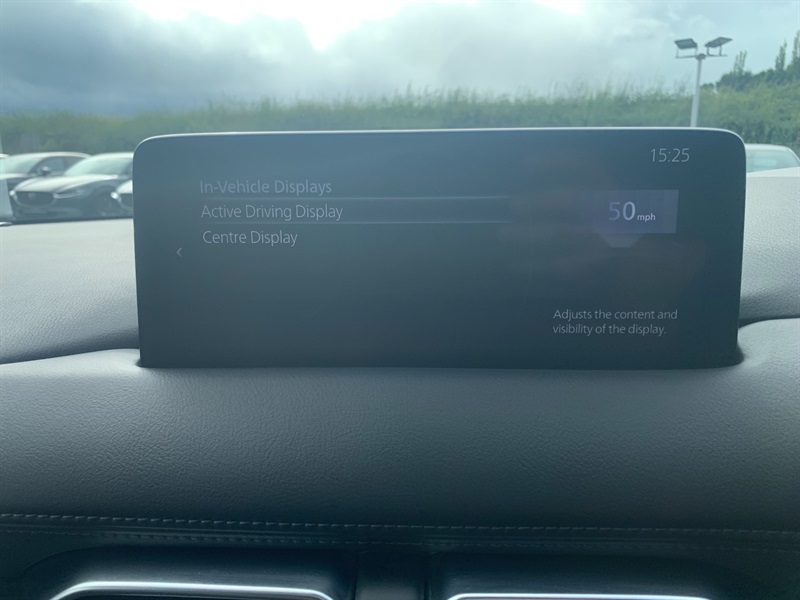 15:25
In-Vehicle Displays
Active Driving Display
50 mph
Centre Display
Adjusts the content and
visibility of the display.